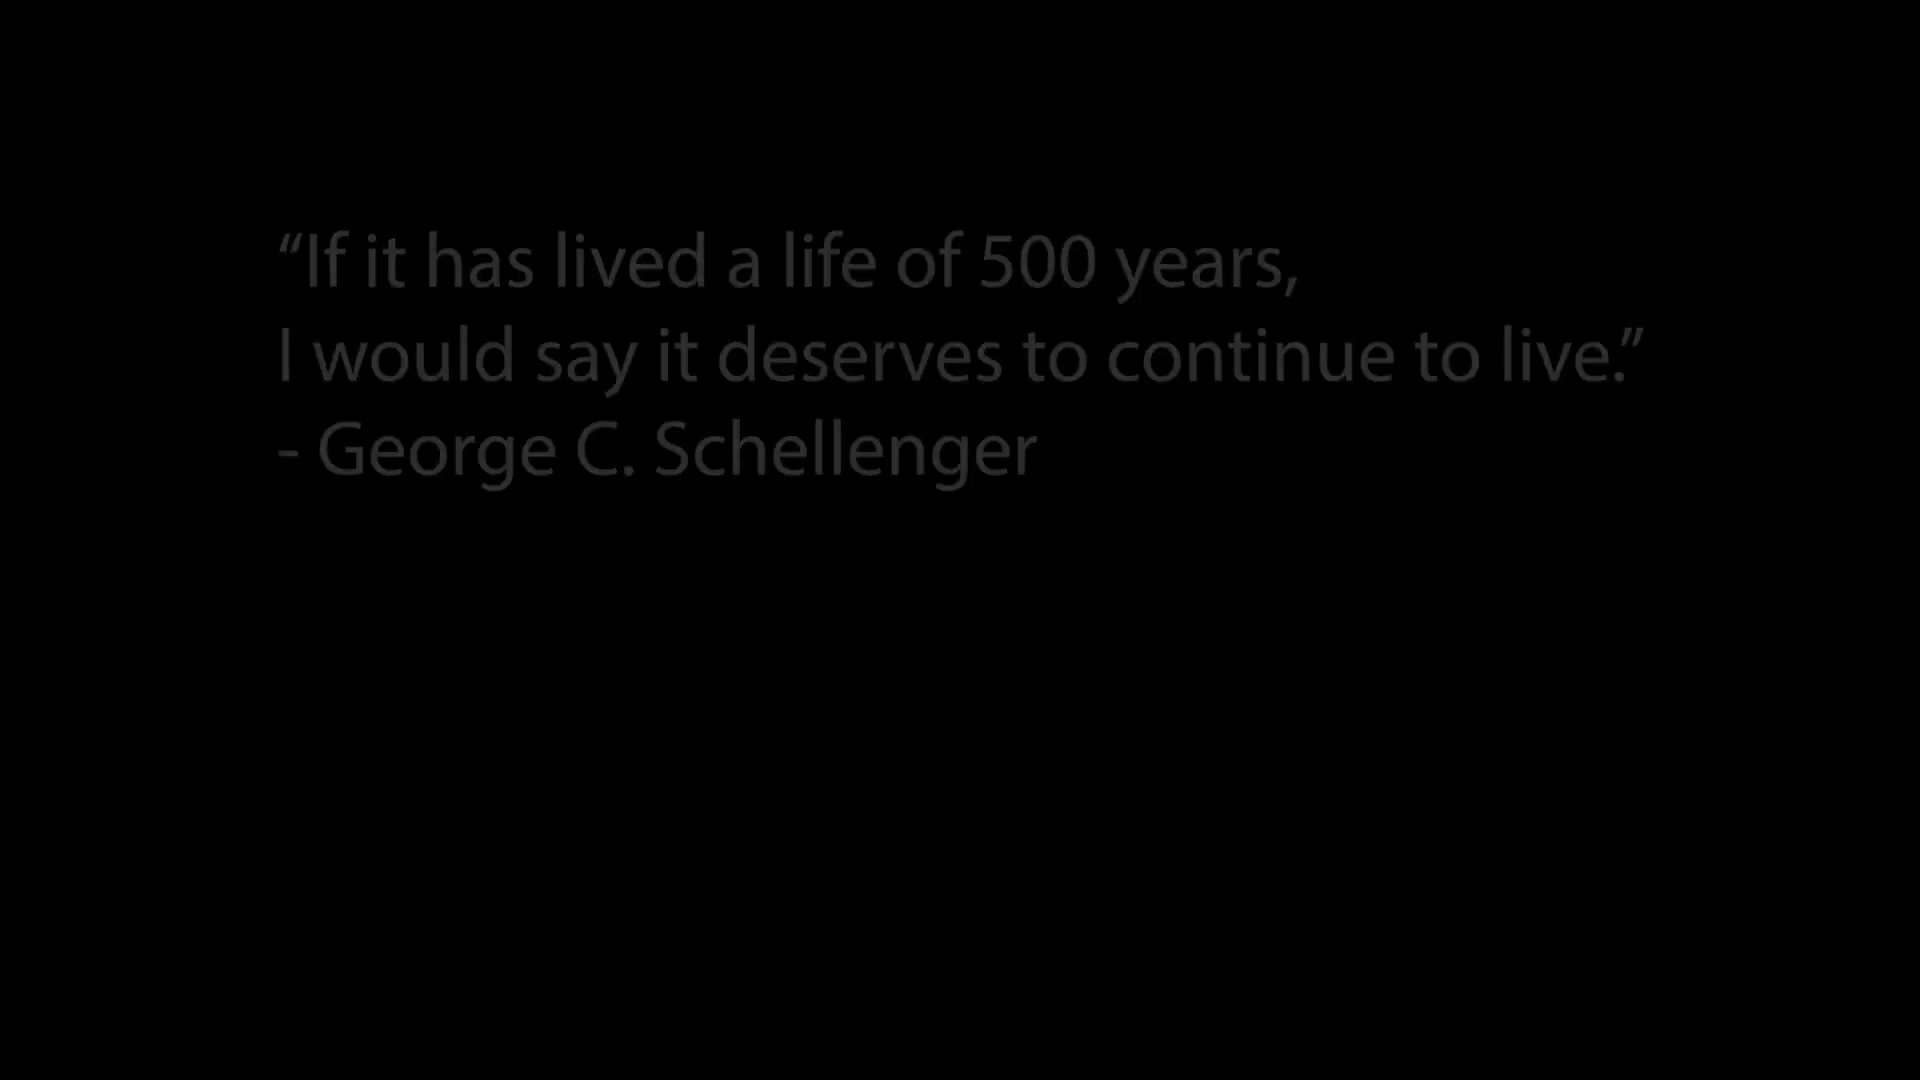 “If it has lived a life of 500 years,
I would say it deserves to continue to live.”
- George C. Schellenger